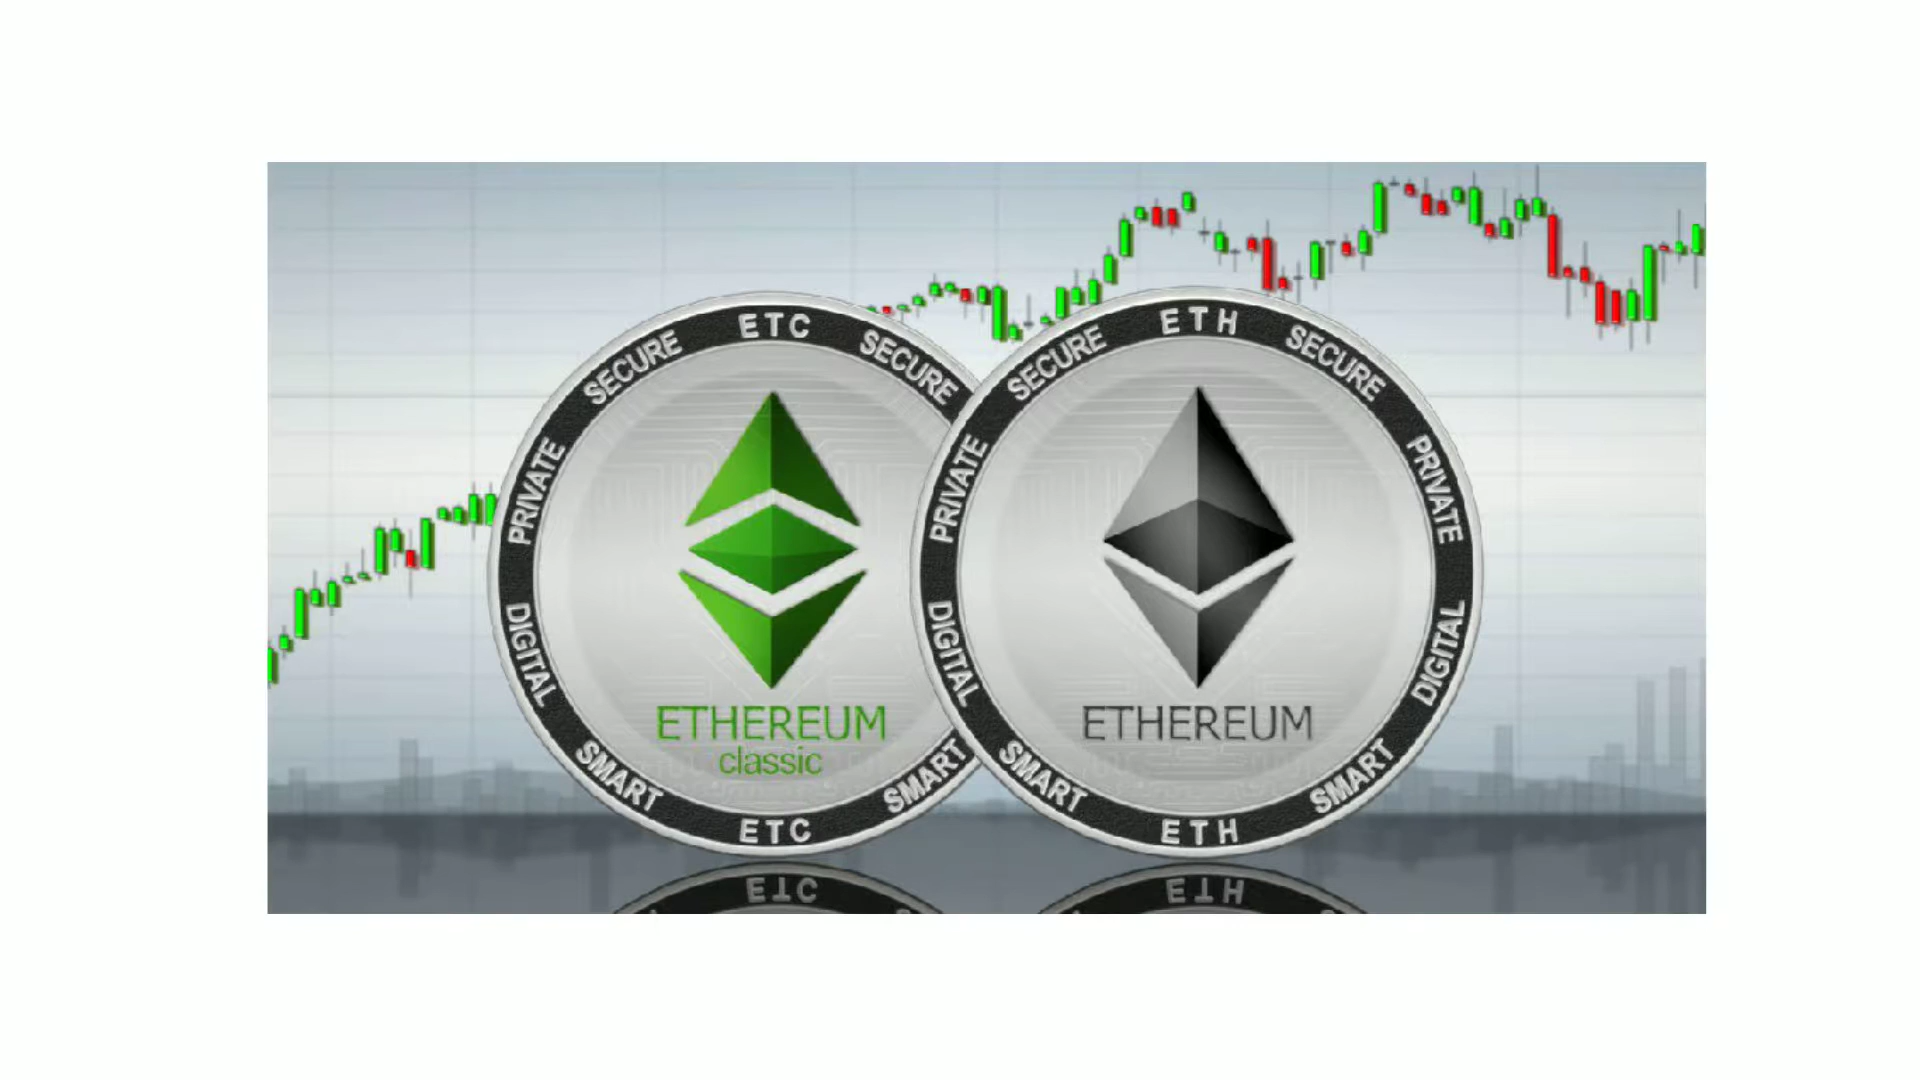 ETC
SECURE
SECURE
PRIVATE
DIGITAL
SMART
SMART
ETC
ETHEREUM
classic
ETH
SECURE
SECURE
PRIVATE
PRIVATE
DIGITAL
DIGITAL
SMART
SMART
ETH
ETHEREUM
ETC
ETH